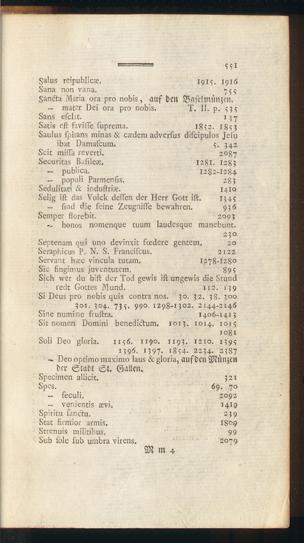 551
Salus reipublicæ. 1915. 1916
Sana non vana. 755
Sancta Maria ora pro nobis, auf den Baselmünzen.
— mater Dei ora pro nobis. T. II. p. 535
Sans esclat. 137
Satis est fævisse suprema. 1852. 1853
Saulus spirans minas & cædem adversus discipulos Jesu
ibat Damascum. 5. 342
Scit missa reverti. 2087
Securitas Basileæ. 1281. 1283
— publica. 1282-1284
— populi Parmensis. 283
Sedulitati & industriæ. 1410
Selig ist das Volck dessen der Herr Gott ist. 1345
— sind die seine Zeugnisse bewahren. 936
Semper florebit. 2093
— honos nomenque tuum laudesque manebunt.
230
Septenam qui uno devinxit fœdere gentem. 20
Seraphicus P. N. S. Franciscus. 2122
Servant hæc vincula tutam. 1278-1280
Sic fingimus juventutem. 895
Sich wer du bist der Tod gewis ist ungewis die Stund
redt Gottes Mund. 112. 139
Si Deus pro nobis quis contra nos. 30. 32. 38. 1000
301. 304. 735. 990. 1298-1302. 2144-2146
Sine numine frustra. 1406-1413
Sit nomen Domini benedictum. 1013. 1014. 1015
1081
Soli Deo gloria. 1156. 1190. 1193. 1210. 1395
1396. 1397. 1854. 2234. 2387
— Deo optimo maximo laus & gloria, auf den Münzen
der Stadt St. Gallen.
Specimen allicit. 321
Spes. 69. 70
— seculi. 2092
— venientis ævi. 1419
Spiritu sancto. 239
Stat firmior armis. 1809
Strenuis militibus. 99
Sub sole sub umbra virens. 2079
M m 4